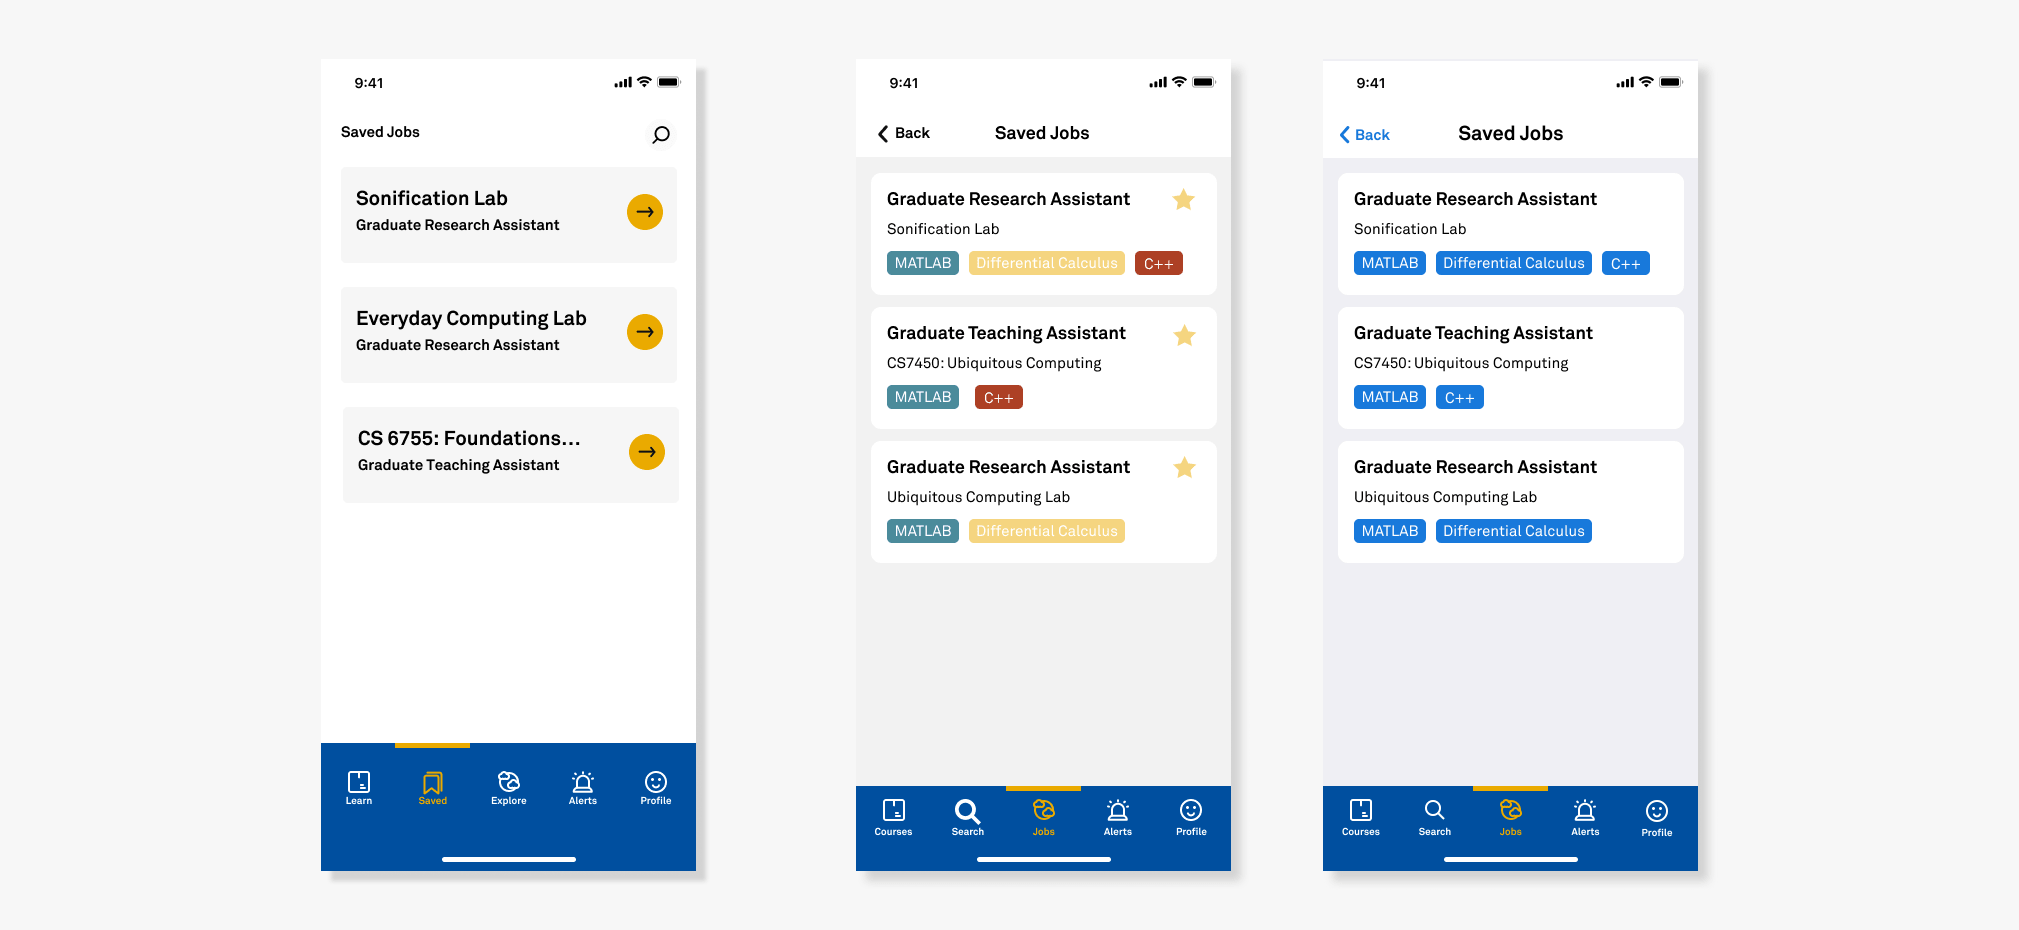 9:41
Saved Jobs
Sonification Lab
Graduate Research Assistant
Everyday Computing Lab
Graduate Research Assistant
CS 6755: Foundations...
Graduate Teaching Assistant
Learn Saved Explore Alerts Profile
9:41
Back Saved Jobs
Graduate Research Assistant
Sonification Lab
MATLAB Differential Calculus C++
Graduate Teaching Assistant
CS7450: Ubiquitous Computing
MATLAB C++
Graduate Research Assistant
Ubiquitous Computing Lab
MATLAB Differential Calculus
Courses Search Jobs Alerts Profile
9:41
Back Saved Jobs
Graduate Research Assistant
Sonification Lab
MATLAB Differential Calculus C++
Graduate Teaching Assistant
CS7450: Ubiquitous Computing
MATLAB C++
Graduate Research Assistant
Ubiquitous Computing Lab
MATLAB Differential Calculus
Courses Search Jobs Alerts Profile